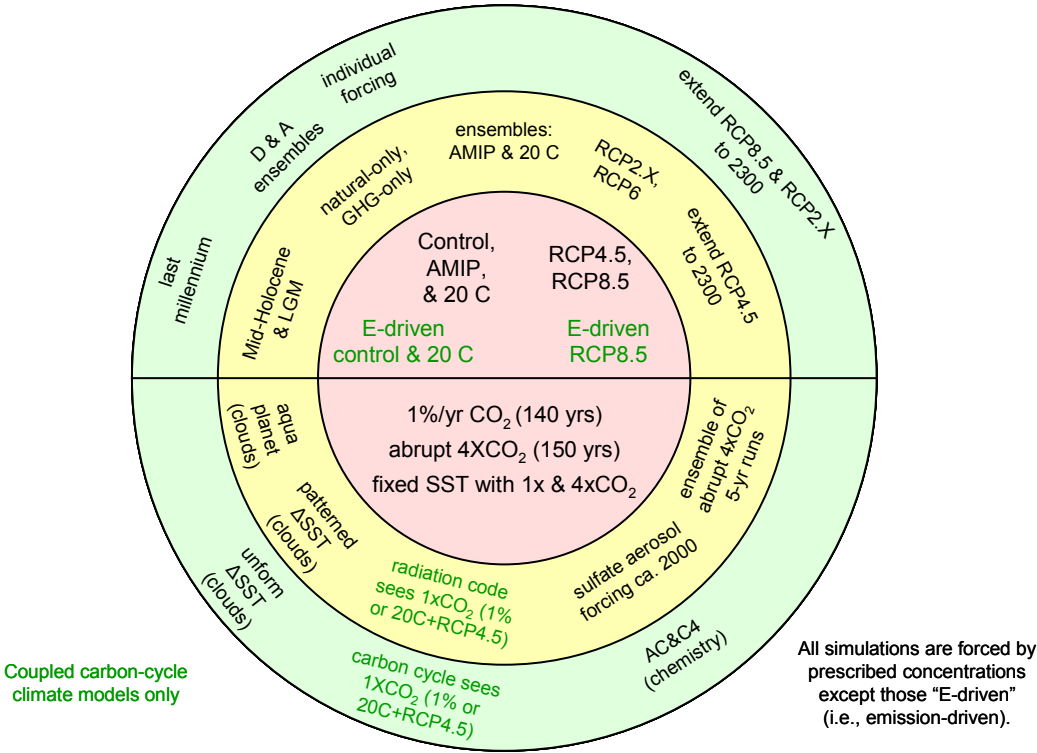 individual
forcing
D & A
ensembles
last
millennium
extend RCP8.5 & RCP2.X
to 2300
ensembles:
AMIP & 20 C
natural-only,
GHG-only
Mid-Holocene
& LGM
RCP2.X,
RCP6
extend RCP4.5
to 2300
Control,
AMIP,
& 20 C
RCP4.5,
RCP8.5
E-driven
control & 20 C
E-driven
RCP8.5
1%/yr CO₂ (140 yrs)
abrupt 4XCO₂ (150 yrs)
fixed SST with 1x & 4xCO₂
aqua
planet
(clouds)
patterned
ΔSST
(clouds)
radiation code
sees 1xCO₂ (1%
or 20C+RCP4.5)
sulfate aerosol
forcing ca. 2000
ensemble of
abrupt 4xCO₂
5-yr runs
unform
ΔSST
(clouds)
carbon cycle sees
1XCO₂ (1% or
20C+RCP4.5)
AC&C4
(chemistry)
Coupled carbon-cycle
climate models only
All simulations are forced by
prescribed concentrations
except those “E-driven”
(i.e., emission-driven).